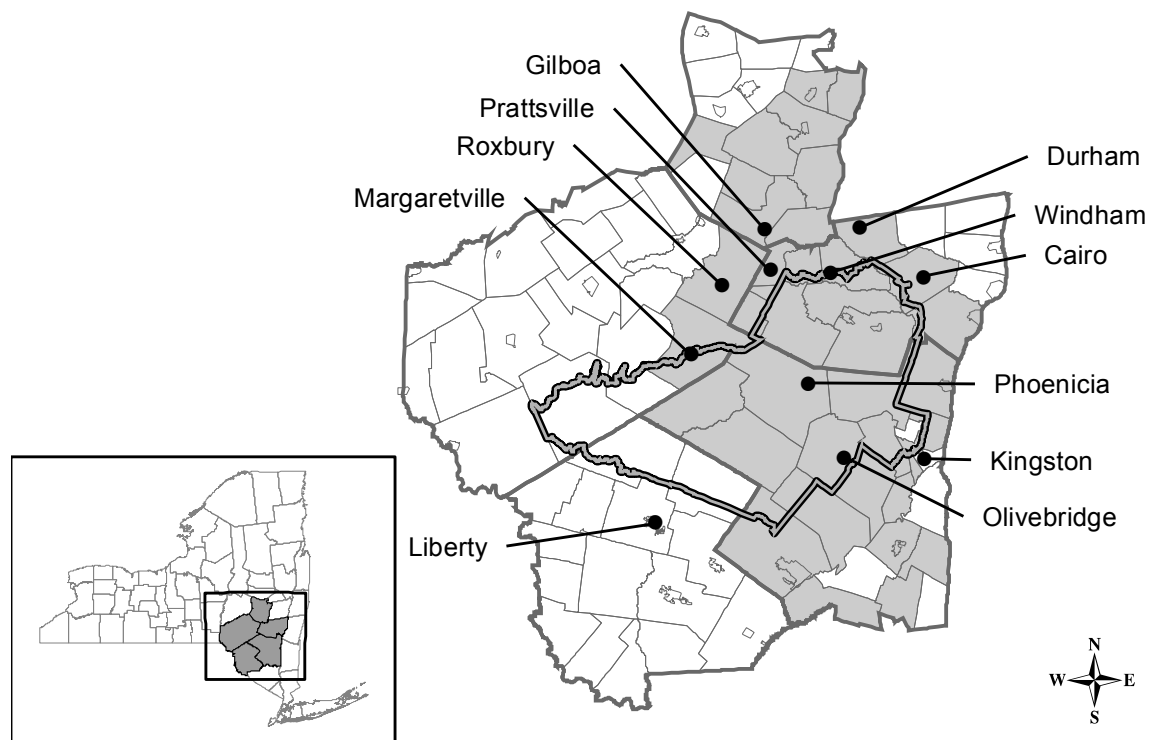 Gilboa
Prattsville
Roxbury
Margaretville
Durham
Windham
Cairo
Phoenicia
Kingston
Olivebridge
Liberty
N
W E
S